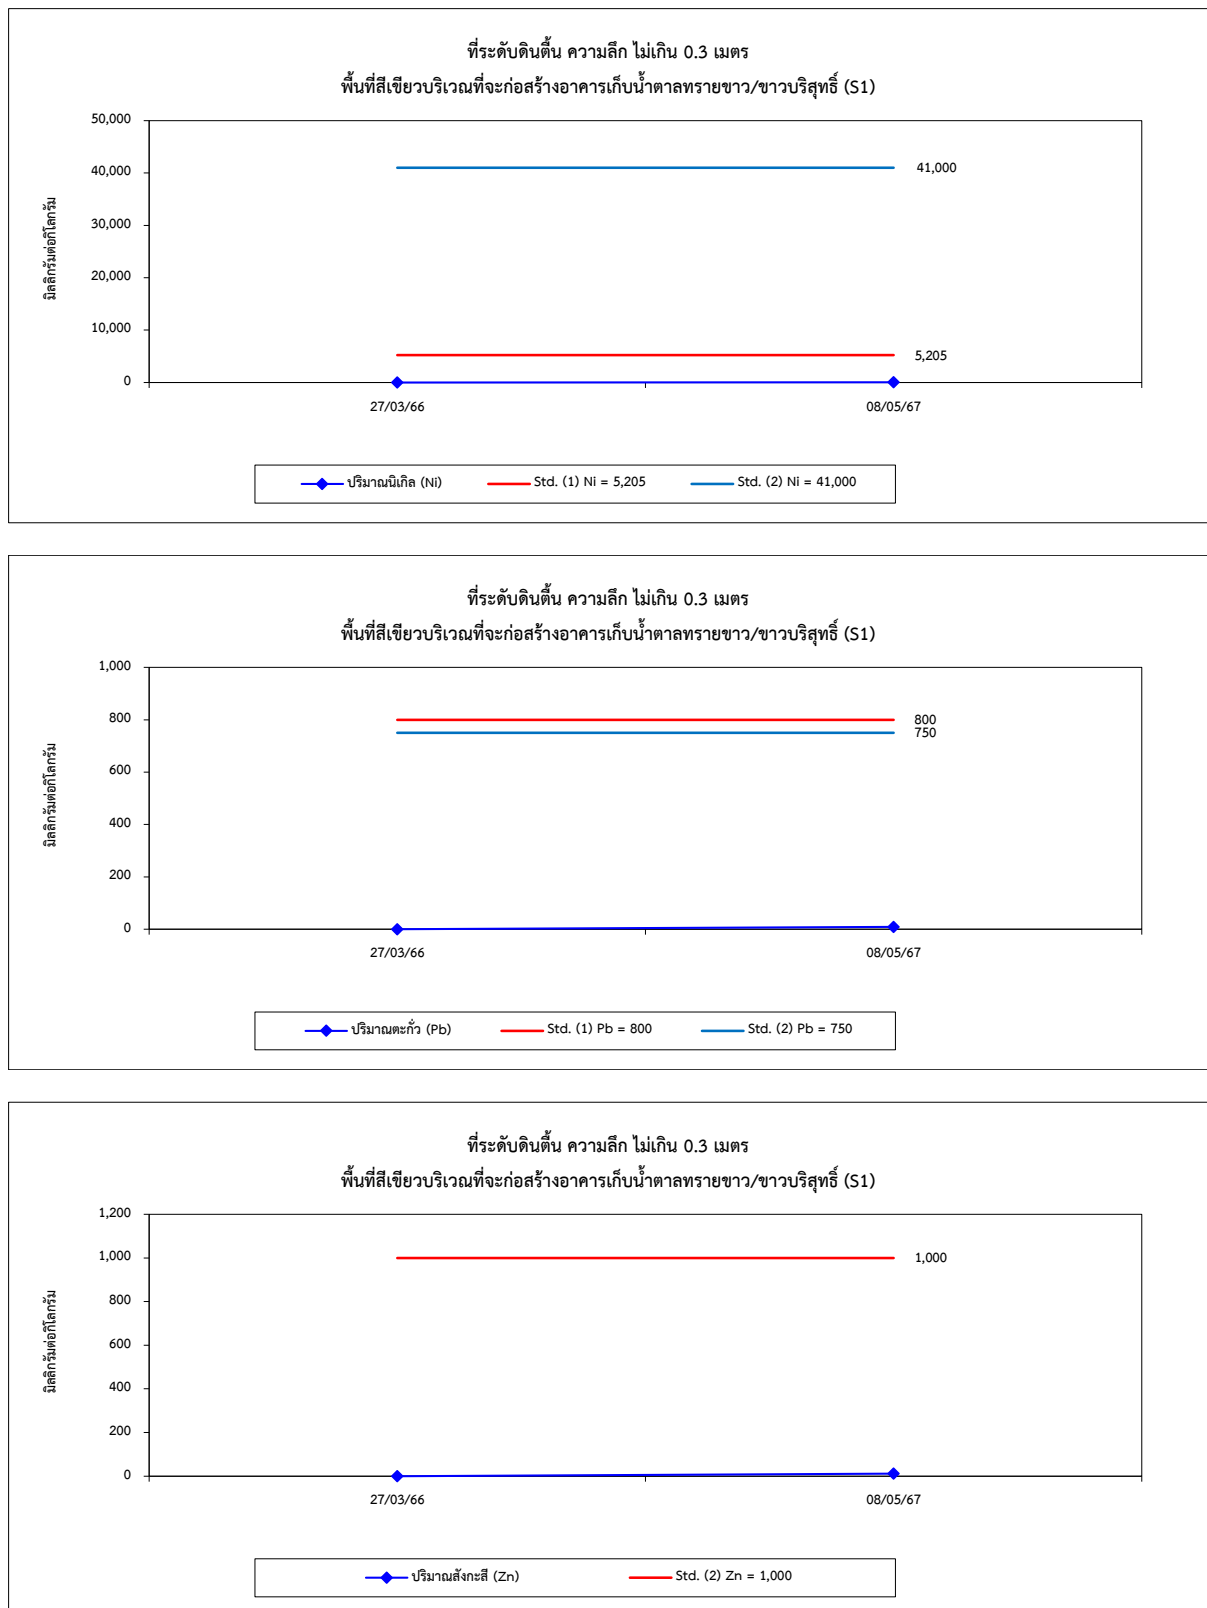 ที่ระดับดินตื้น ความลึก ไม่เกิน 0.3 เมตร
พื้นที่สีเขียวบริเวณที่จะก่อสร้างอาคารเก็บน้ำตาลทรายขาว/ขาวบริสุทธิ์ (S1)
มิลลิกรัมต่อกิโลกรัม
50,000
40,000
30,000
20,000
10,000
0
41,000
5,205
27/03/66 08/05/67
ปริมาณนิเกิล (Ni) Std. (1) Ni = 5,205 Std. (2) Ni = 41,000
ที่ระดับดินตื้น ความลึก ไม่เกิน 0.3 เมตร
พื้นที่สีเขียวบริเวณที่จะก่อสร้างอาคารเก็บน้ำตาลทรายขาว/ขาวบริสุทธิ์ (S1)
มิลลิกรัมต่อกิโลกรัม
1,000
800
600
400
200
0
800
750
27/03/66 08/05/67
ปริมาณตะกั่ว (Pb) Std. (1) Pb = 800 Std. (2) Pb = 750
ที่ระดับดินตื้น ความลึก ไม่เกิน 0.3 เมตร
พื้นที่สีเขียวบริเวณที่จะก่อสร้างอาคารเก็บน้ำตาลทรายขาว/ขาวบริสุทธิ์ (S1)
มิลลิกรัมต่อกิโลกรัม
1,200
1,000
800
600
400
200
0
1,000
27/03/66 08/05/67
ปริมาณสังกะสี (Zn) Std. (2) Zn = 1,000